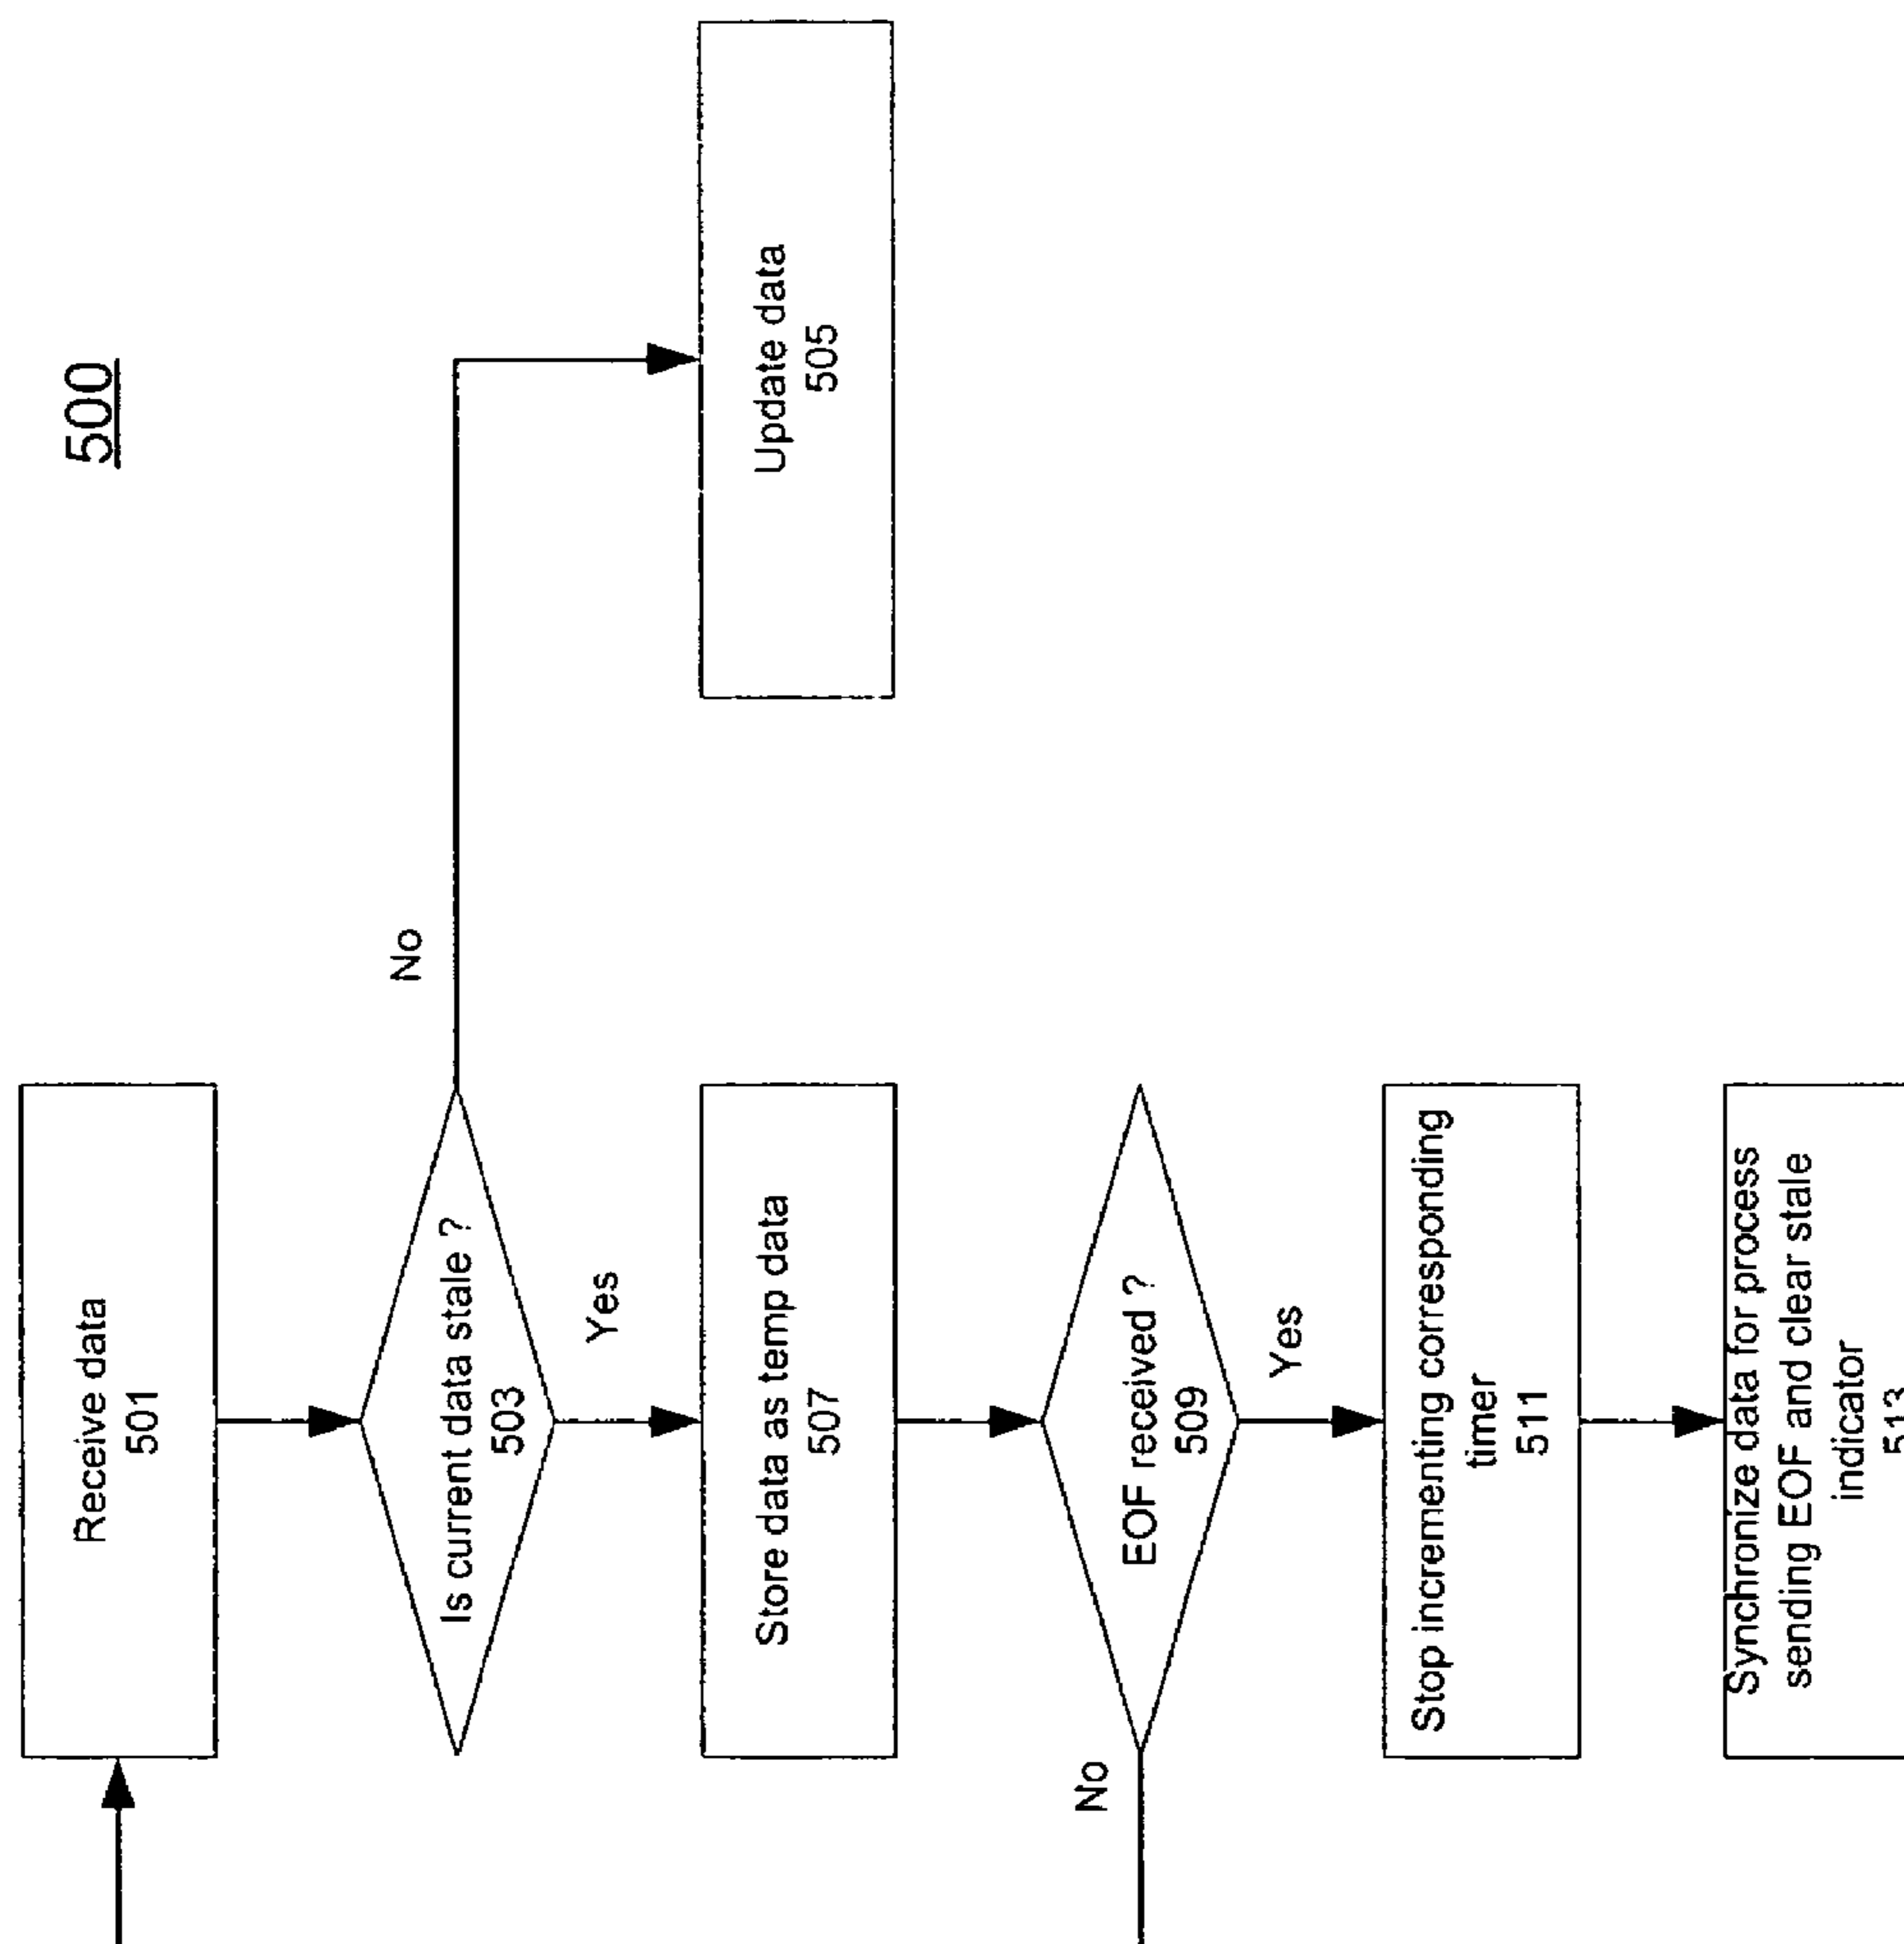 500
Receive data
501
Is current data stale ?
503
No
Yes
Update data
505
Store data as temp data
507
EOF received ?
509
No
Yes
Stop incrementing corresponding
timer
511
Synchronize data for process
sending EOF and clear stale
indicator
513